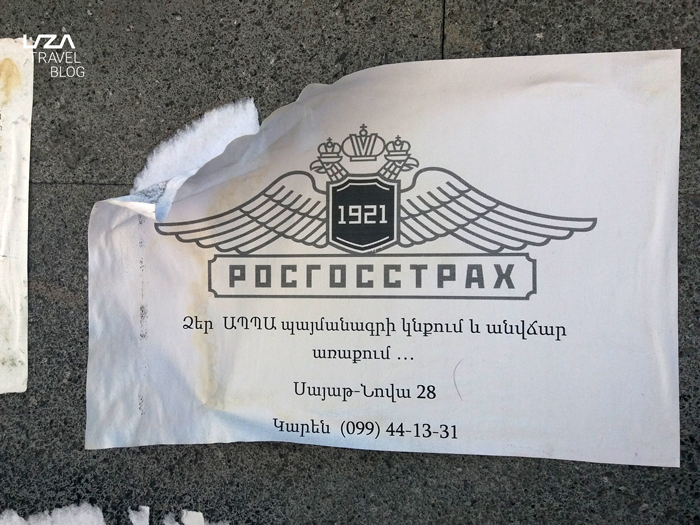 LYZA
TRAVEL
BLOG
1921
РОСГОССТРАХ
Ձեր ԱՊՊԱ պայմանագրի կնքում և անվճար
առաքում ...
Սայաթ-Նովա 28
Կարեն (099) 44-13-31